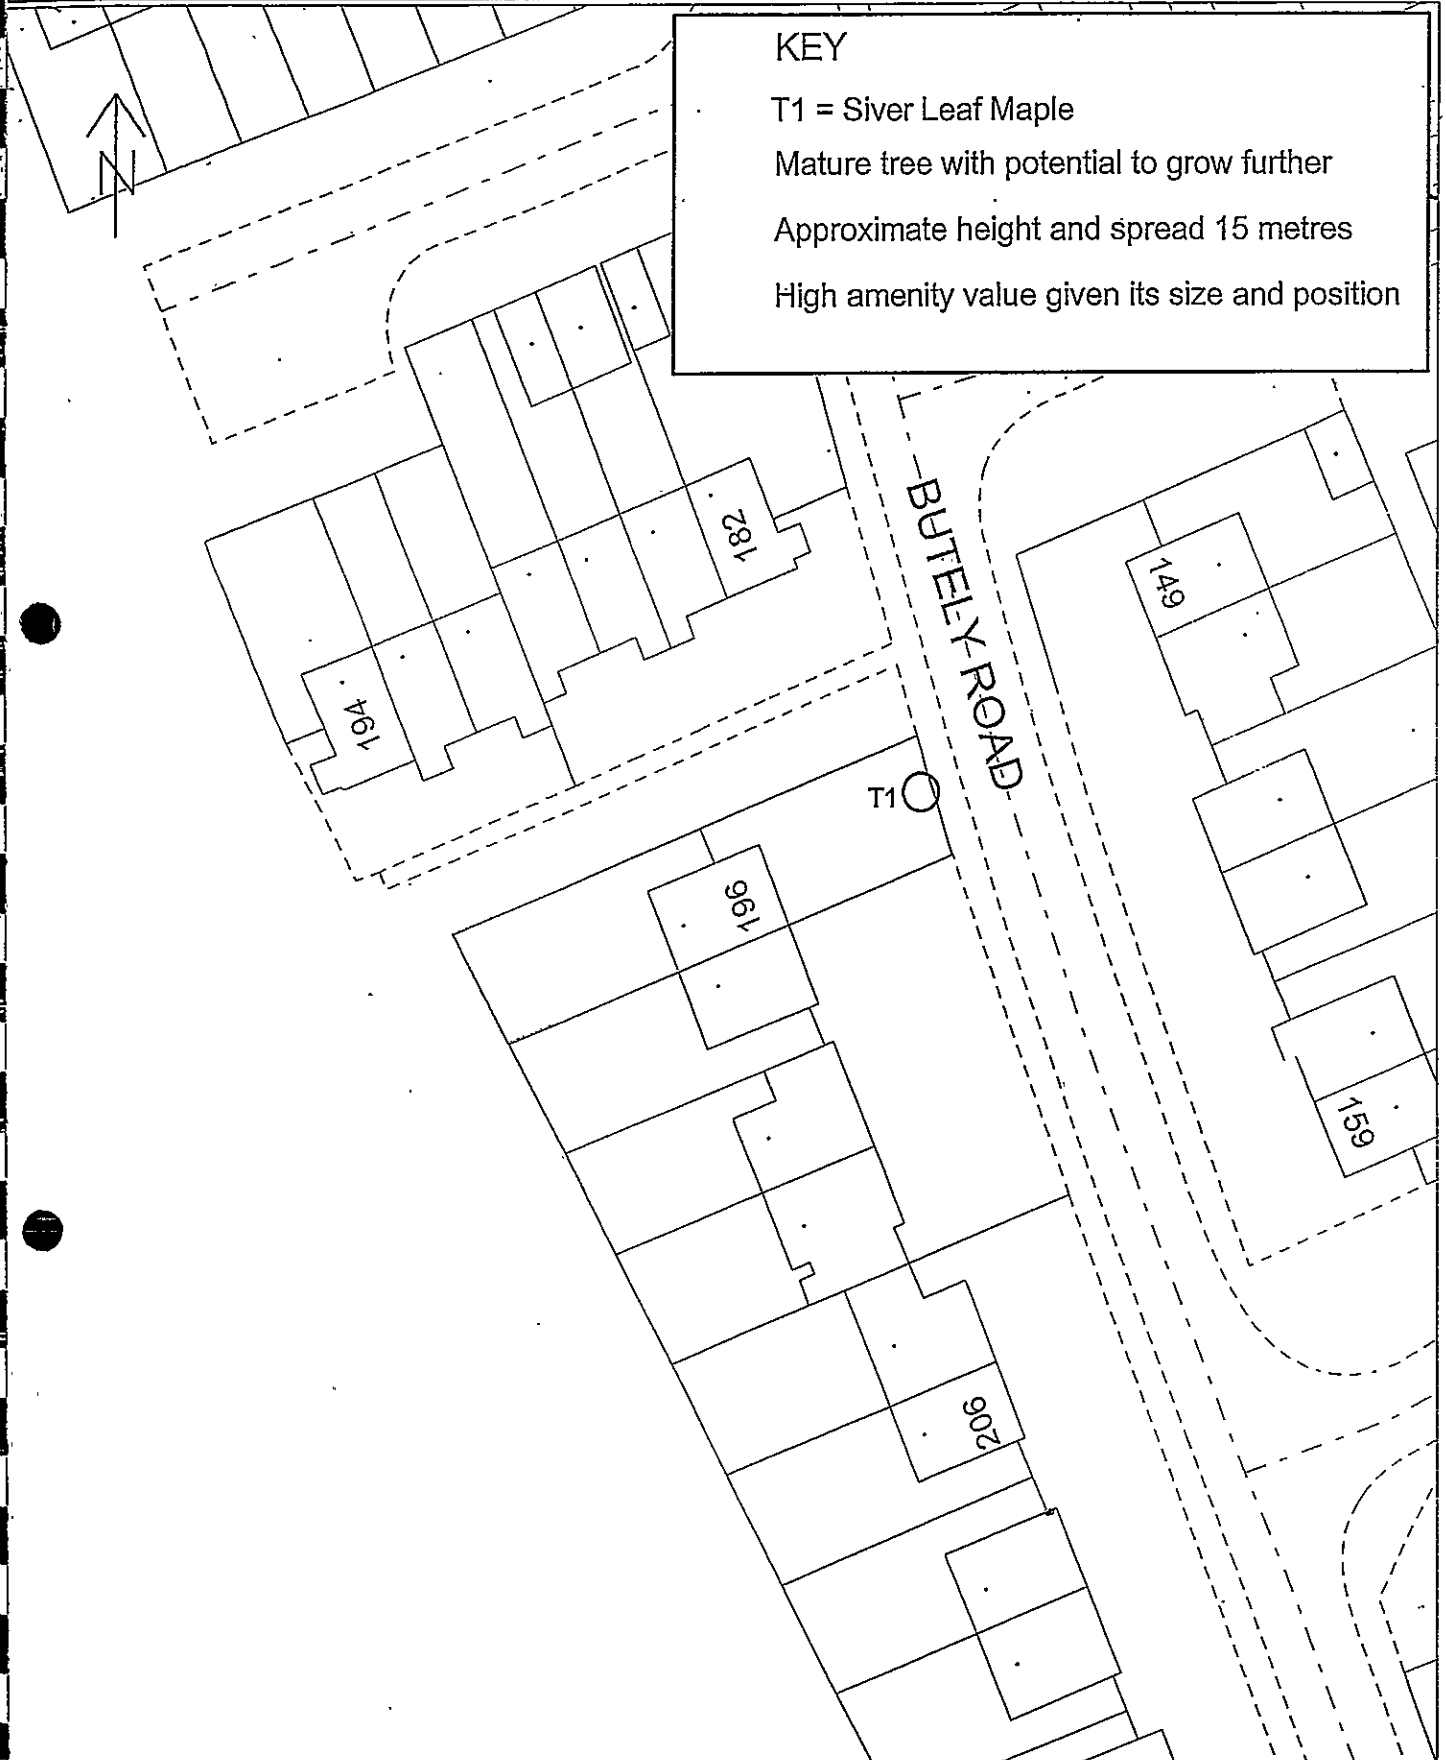 KEY
T1 = Siver Leaf Maple
Mature tree with potential to grow further
Approximate height and spread 15 metres
High amenity value given its size and position
N
BUTELY ROAD
182
149
194
T1
196
159
206